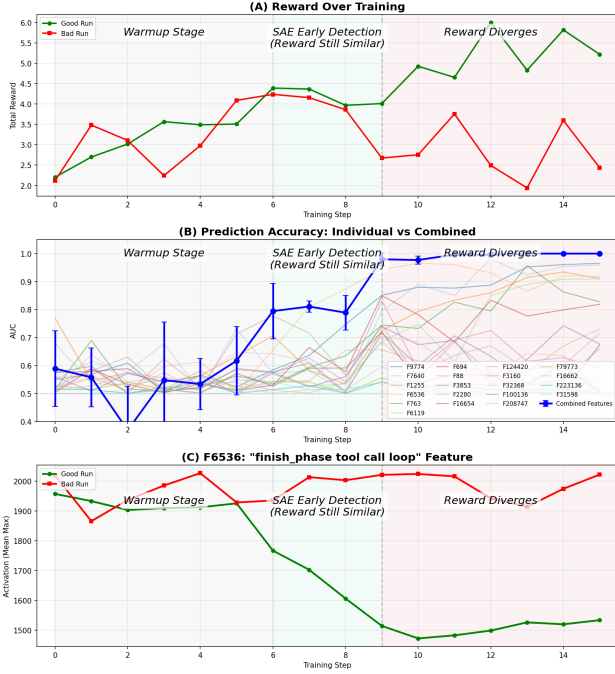 (A) Reward Over Training
Good Run
Bad Run
Warmup Stage
SAE Early Detection
(Reward Still Similar)
Reward Diverges
Total Reward
6.0
5.5
5.0
4.5
4.0
3.5
3.0
2.5
2.0
0 2 4 6 8 10 12 14
Training Step
(B) Prediction Accuracy: Individual vs Combined
Warmup Stage
SAE Early Detection
(Reward Still Similar)
Reward Diverges
AUC
1.0
0.9
0.8
0.7
0.6
0.5
0.4
F9774 F694 F124420 F79773
F7640 F88 F3160 F16662
F1255 F3853 F32368 F223136
F6536 F2280 F100136 F31598
F763 F16654 F208747 Combined Features
F6119
0 2 4 6 8 10 12 14
Training Step
(C) F6536: "finish_phase tool call loop" Feature
Good Run
Bad Run
Warmup Stage
SAE Early Detection
(Reward Still Similar)
Reward Diverges
Activation (Mean Max)
2000
1900
1800
1700
1600
1500
0 2 4 6 8 10 12 14
Training Step